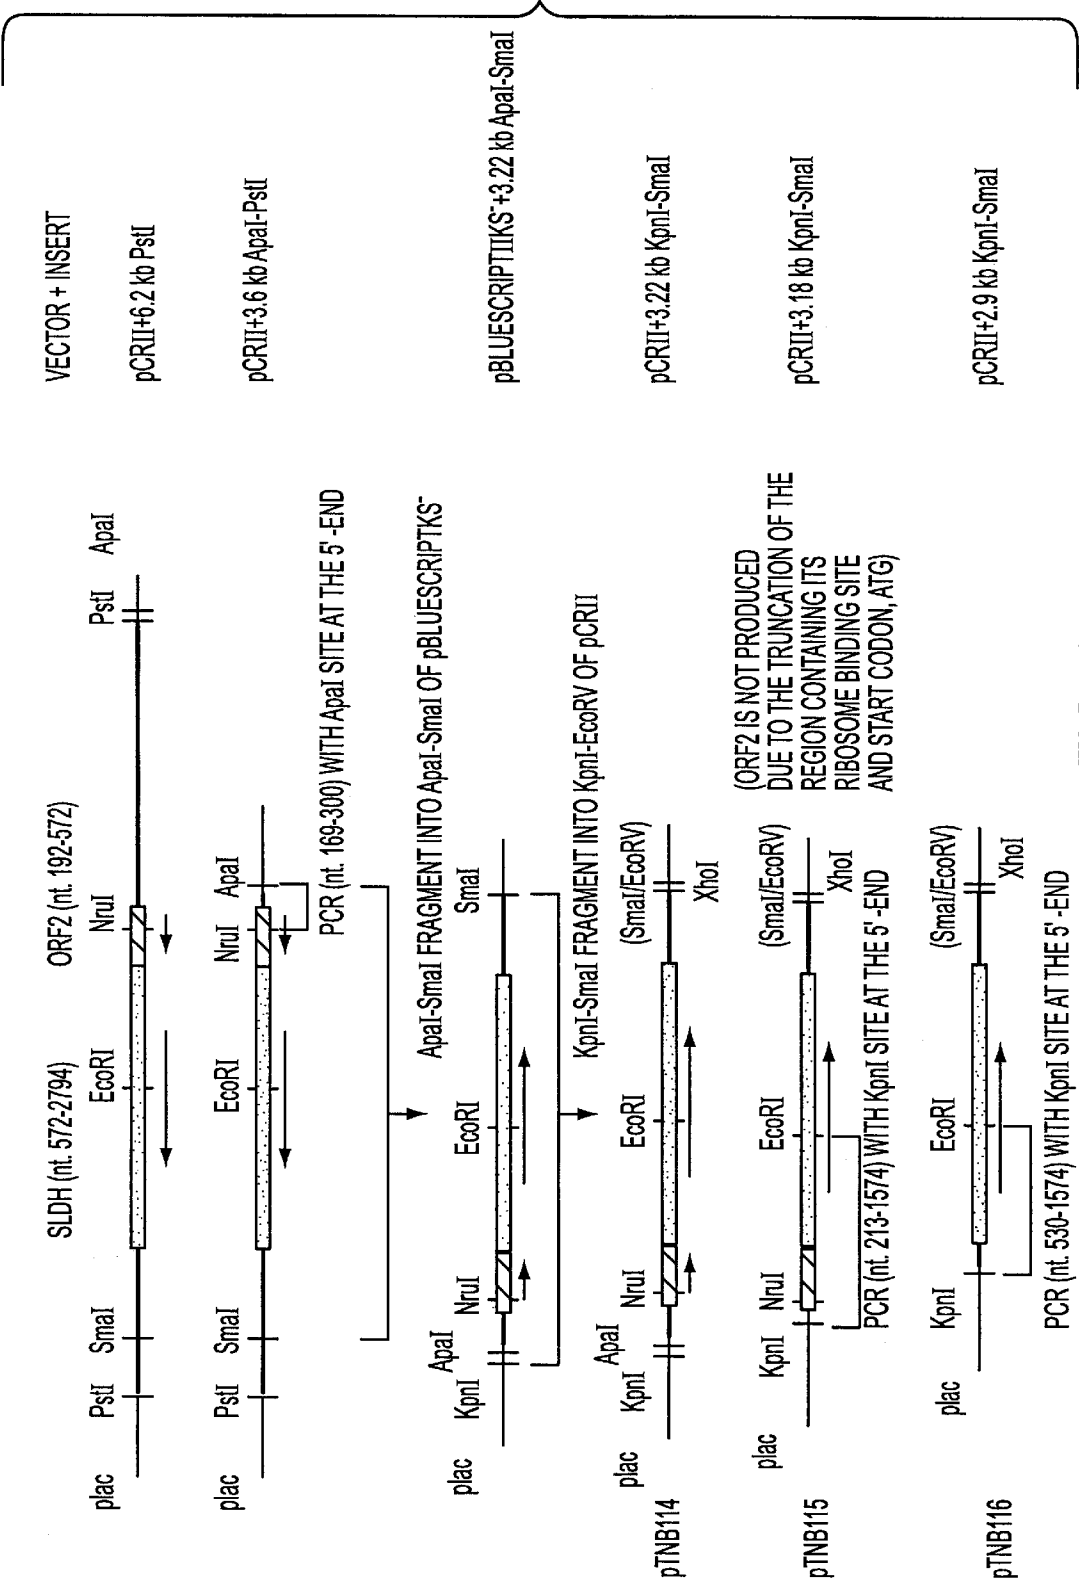 VECTOR + INSERT
SLDH (nt. 572-2794)
ORF2 (nt. 192-572)
plac
PstI
SmaI
EcoRI
NruI
PstI
ApaI
pCRII+6.2 kb PstI
plac
PstI
SmaI
EcoRI
NruI
ApaI
pCRII+3.6 kb ApaI-PstI
PCR (nt. 169-300) WITH ApaI SITE AT THE 5'-END
ApaI-SmaI FRAGMENT INTO ApaI-SmaI OF pBLUESCRIPTKS-
plac
KpnI
ApaI
NruI
EcoRI
SmaI
pBLUESCRIPTIIKS-+3.22 kb ApaI-SmaI
KpnI-SmaI FRAGMENT INTO KpnI-EcoRV OF pCRII
pTNB114
plac
KpnI
ApaI
NruI
EcoRI
(SmaI/EcoRV)
XhoI
pCRII+3.22 kb KpnI-SmaI
pTNB115
plac
KpnI
NruI
EcoRI
(SmaI/EcoRV)
XhoI
(ORF2 IS NOT PRODUCED
DUE TO THE TRUNCATION OF THE
REGION CONTAINING ITS
RIBOSOME BINDING SITE
AND START CODON, ATG)
pCRII+3.18 kb KpnI-SmaI
PCR (nt. 213-1574) WITH KpnI SITE AT THE 5'-END
pTNB116
plac
KpnI
EcoRI
(SmaI/EcoRV)
XhoI
pCRII+2.9 kb KpnI-SmaI
PCR (nt. 530-1574) WITH KpnI SITE AT THE 5'-END